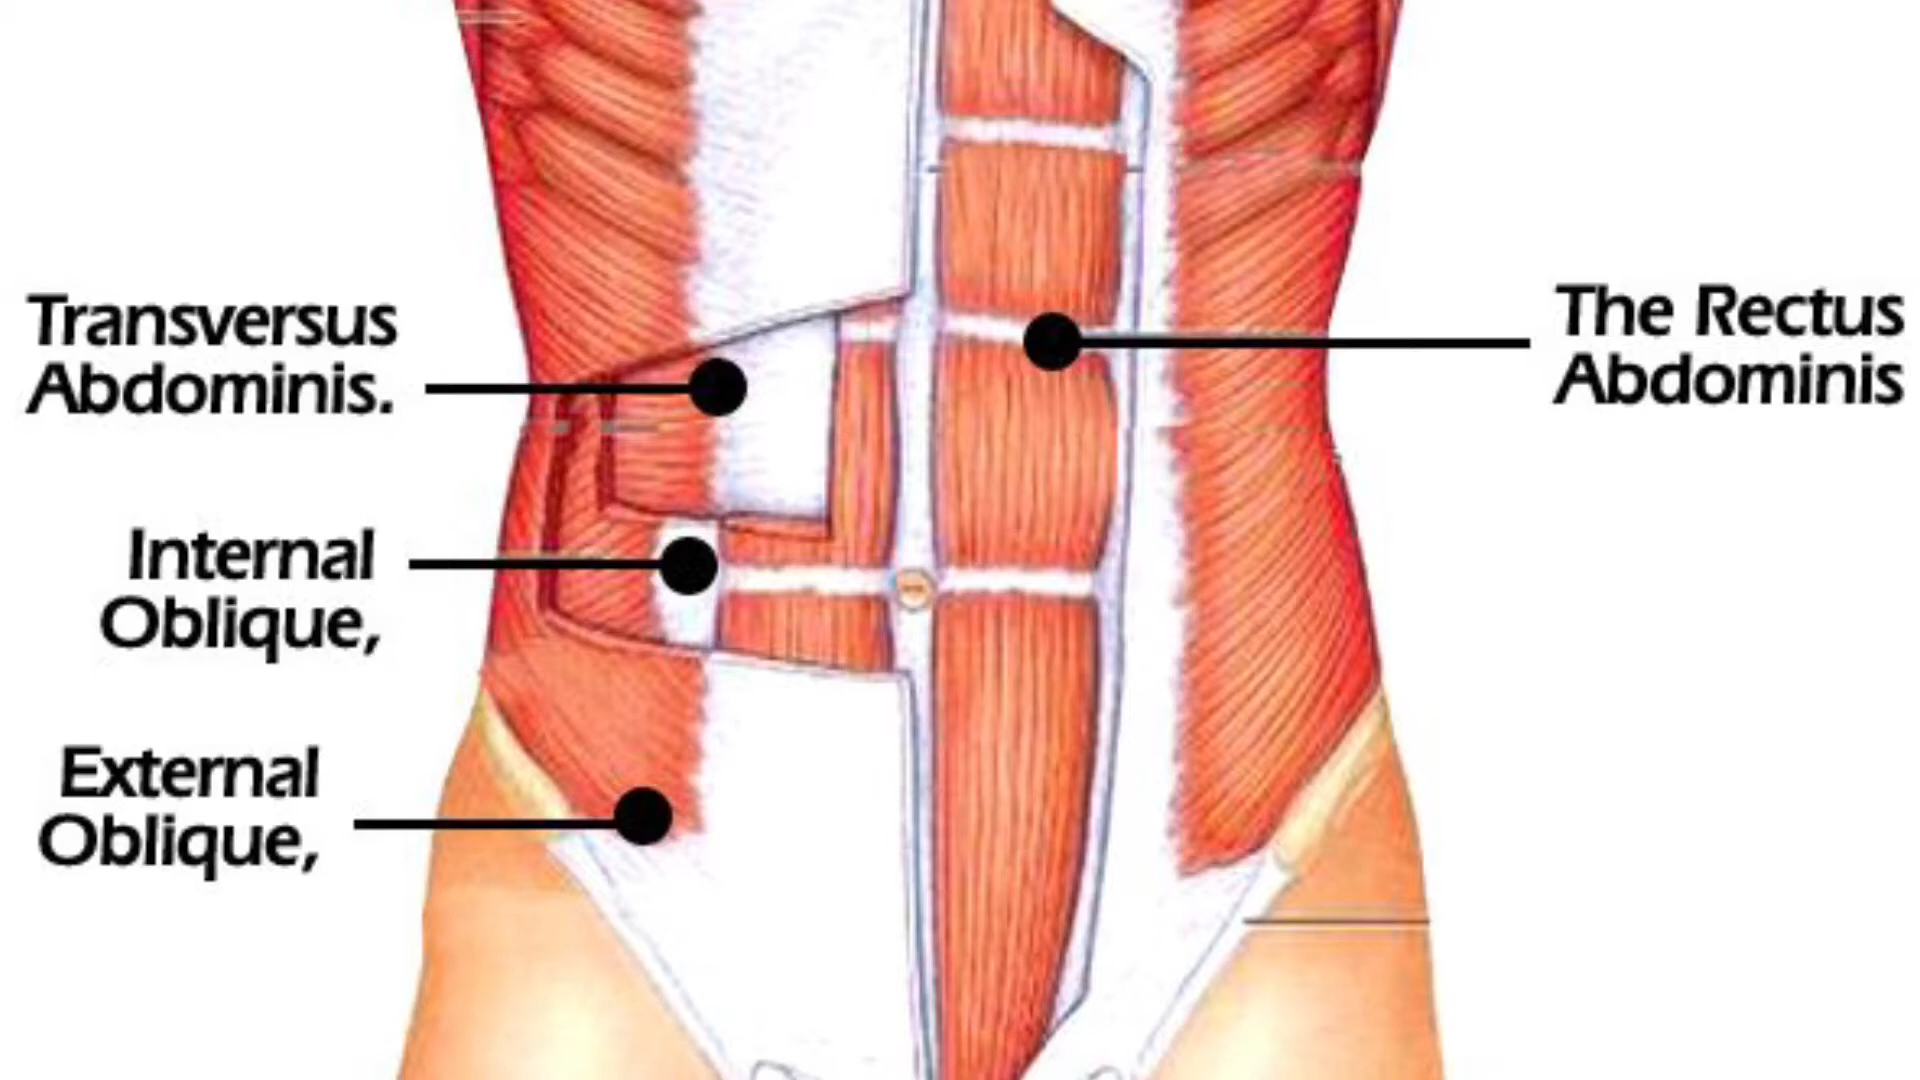 Transversus
Abdominis.
The Rectus
Abdominis
Internal
Oblique,
External
Oblique,